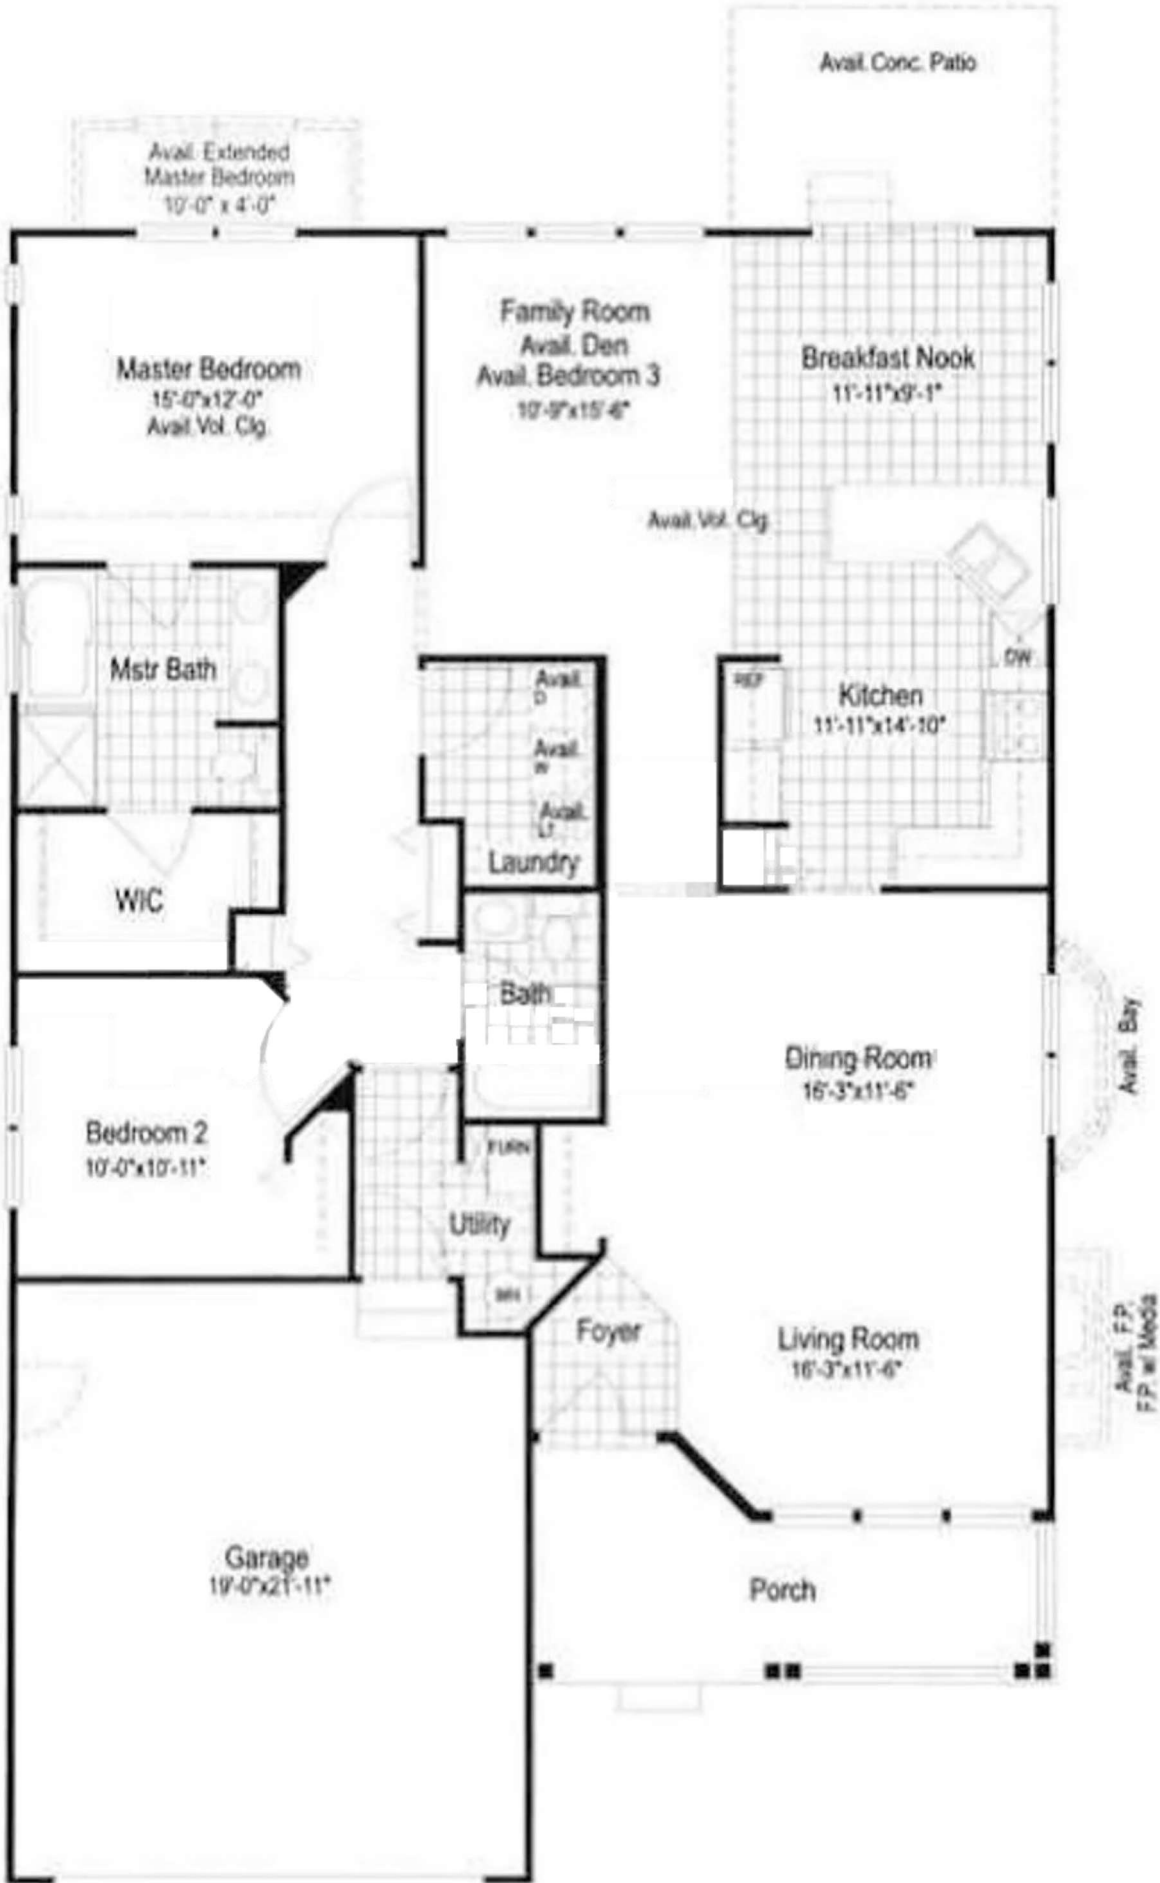 Avail. Conc. Patio
Avail. Extended
Master Bedroom
10'-0" x 4'-0"
Family Room
Avail. Den
Avail. Bedroom 3
10'-9"x15'-6"
Breakfast Nook
11'-11"x9'-1"
Master Bedroom
15'-0"x12'-0"
Avail. Vol. Clg.
Avail. Vol. Clg.
Mstr Bath
Avail.
D
Avail.
W
Avail.
LT
Laundry
REF
DW
Kitchen
11'-11"x14'-10"
WIC
Bath
Dining Room
16'-3"x11'-6"
Avail. Bay
Bedroom 2
10'-0"x10'-11"
FURN
Utility
WH
Foyer
Living Room
16'-3"x11'-6"
Avail. F.P.
F.P. w/ Media
Garage
19'-0"x21'-11"
Porch